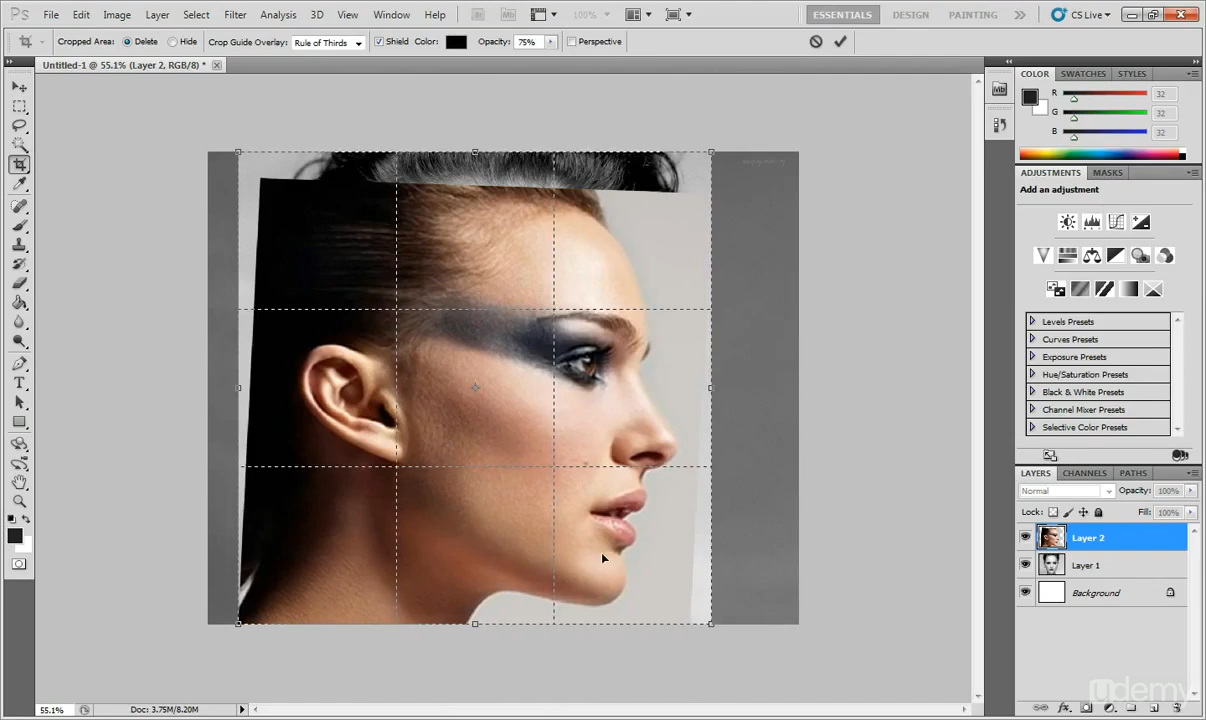 Ps File Edit Image Layer Select Filter Analysis 3D View Window Help Br Mb 100% ESSENTIALS DESIGN PAINTING CS Live
Cropped Area: Delete Hide Crop Guide Overlay: Rule of Thirds Shield Color: Opacity: 75% Perspective
Untitled-1 @ 55.1% (Layer 2, RGB/8) *
Mb
COLOR SWATCHES STYLES
R 32
G 32
B 32
ADJUSTMENTS MASKS
Add an adjustment
Levels Presets
Curves Presets
Exposure Presets
Hue/Saturation Presets
Black & White Presets
Channel Mixer Presets
Selective Color Presets
LAYERS CHANNELS PATHS
Normal Opacity: 100%
Lock: Fill: 100%
Layer 2
Layer 1
Background
55.1% Doc: 3.75M/8.20M
udemy